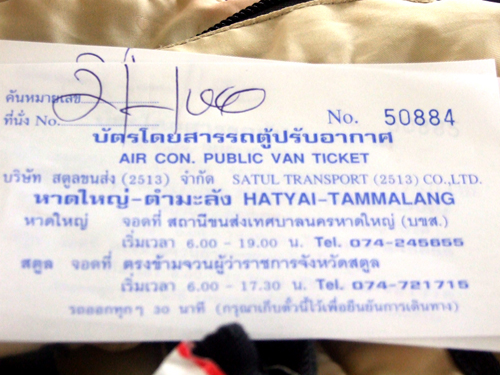 คันหมายเลข
ที่นั่ง No.
No. 50884
บัตรโดยสารรถตู้ปรับอากาศ
AIR CON. PUBLIC VAN TICKET
บริษัท สตูลขนส่ง (2513) จำกัด SATUL TRANSPORT (2513) CO.,LTD.
หาดใหญ่-ตำมะลัง HATYAI-TAMMALANG
หาดใหญ่ จอดที่ สถานีขนส่งเทศบาลนครหาดใหญ่ (บขส.)
เริ่มเวลา 6.00 - 19.00 น. Tel. 074-245655
สตูล จอดที่ ตรงข้ามจวนผู้ว่าราชการจังหวัดสตูล
เริ่มเวลา 6.00 - 17.30 น. Tel. 074-721715
รถออกทุกๆ 30 นาที (กรุณาเก็บตั๋วนี้ไว้เพื่อยืนยันการเดินทาง)